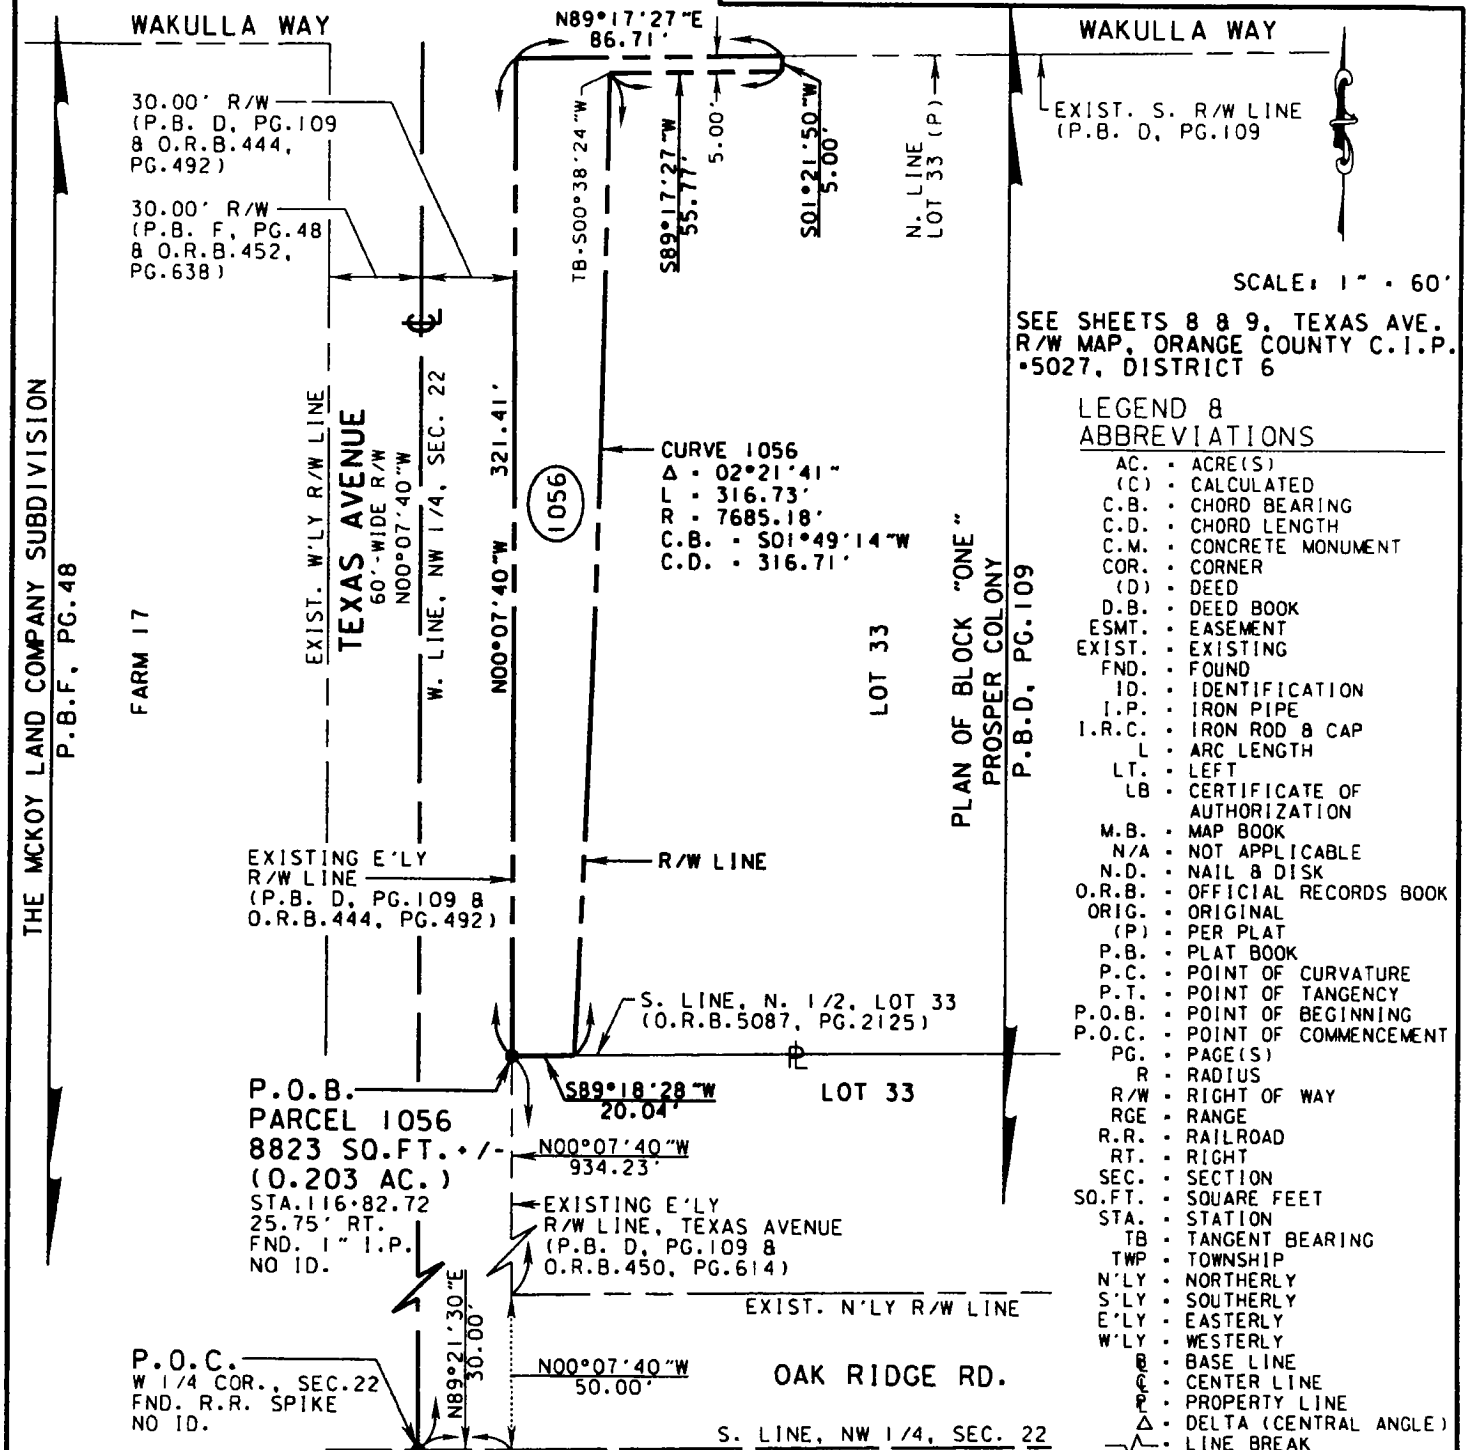 WAKULLA WAY
N89°17'27"E
86.71'
WAKULLA WAY
30.00' R/W
(P.B. D, PG.109
& O.R.B.444,
PG.492)
30.00' R/W
(P.B. F, PG.48
& O.R.B.452,
PG.638)
TB=S00°38'24"W
S89°17'27"W
55.77'
5.00'
S01°21'50"W
5.00'
N. LINE
LOT 33 (P)
EXIST. S. R/W LINE
(P.B. D, PG.109
SCALE: 1" = 60'
SEE SHEETS 8 & 9, TEXAS AVE.
R/W MAP, ORANGE COUNTY C.I.P.
#5027, DISTRICT 6
THE MCKOY LAND COMPANY SUBDIVISION
P.B.F, PG.48
FARM 17
EXIST. W'LY R/W LINE
TEXAS AVENUE
60'-WIDE R/W
N00°07'40"W
W. LINE, NW 1/4, SEC. 22
N00°07'40"W 321.41'
1056
CURVE 1056
Δ = 02°21'41"
L = 316.73'
R = 7685.18'
C.B. = S01°49'14"W
C.D. = 316.71'
LOT 33
PLAN OF BLOCK "ONE"
PROSPER COLONY
P.B.D, PG.109
EXISTING E'LY
R/W LINE
(P.B. D, PG.109 &
O.R.B.444, PG.492)
R/W LINE
S. LINE, N. 1/2, LOT 33
(O.R.B.5087, PG.2125)
PL
P.O.B.
PARCEL 1056
8823 SQ.FT. +/-
(0.203 AC.)
STA.116+82.72
25.75' RT.
FND. 1" I.P.
NO ID.
S89°18'28"W
20.04'
LOT 33
N00°07'40"W
934.23'
EXISTING E'LY
R/W LINE, TEXAS AVENUE
(P.B. D, PG.109 &
O.R.B.450, PG.614)
EXIST. N'LY R/W LINE
N89°21'30"E
30.00'
N00°07'40"W
50.00'
OAK RIDGE RD.
P.O.C.
W 1/4 COR., SEC.22
FND. R.R. SPIKE
NO ID.
S. LINE, NW 1/4, SEC. 22
LEGEND &
ABBREVIATIONS
AC. = ACRE(S)
(C) = CALCULATED
C.B. = CHORD BEARING
C.D. = CHORD LENGTH
C.M. = CONCRETE MONUMENT
COR. = CORNER
(D) = DEED
D.B. = DEED BOOK
ESMT. = EASEMENT
EXIST. = EXISTING
FND. = FOUND
ID. = IDENTIFICATION
I.P. = IRON PIPE
I.R.C. = IRON ROD & CAP
L = ARC LENGTH
LT. = LEFT
LB = CERTIFICATE OF
AUTHORIZATION
M.B. = MAP BOOK
N/A = NOT APPLICABLE
N.D. = NAIL & DISK
O.R.B. = OFFICIAL RECORDS BOOK
ORIG. = ORIGINAL
(P) = PER PLAT
P.B. = PLAT BOOK
P.C. = POINT OF CURVATURE
P.T. = POINT OF TANGENCY
P.O.B. = POINT OF BEGINNING
P.O.C. = POINT OF COMMENCEMENT
PG. = PAGE(S)
R = RADIUS
R/W = RIGHT OF WAY
RGE = RANGE
R.R. = RAILROAD
RT. = RIGHT
SEC. = SECTION
SQ.FT. = SQUARE FEET
STA. = STATION
TB = TANGENT BEARING
TWP = TOWNSHIP
N'LY = NORTHERLY
S'LY = SOUTHERLY
E'LY = EASTERLY
W'LY = WESTERLY
BL = BASE LINE
CL = CENTER LINE
PL = PROPERTY LINE
Δ = DELTA (CENTRAL ANGLE)
= LINE BREAK